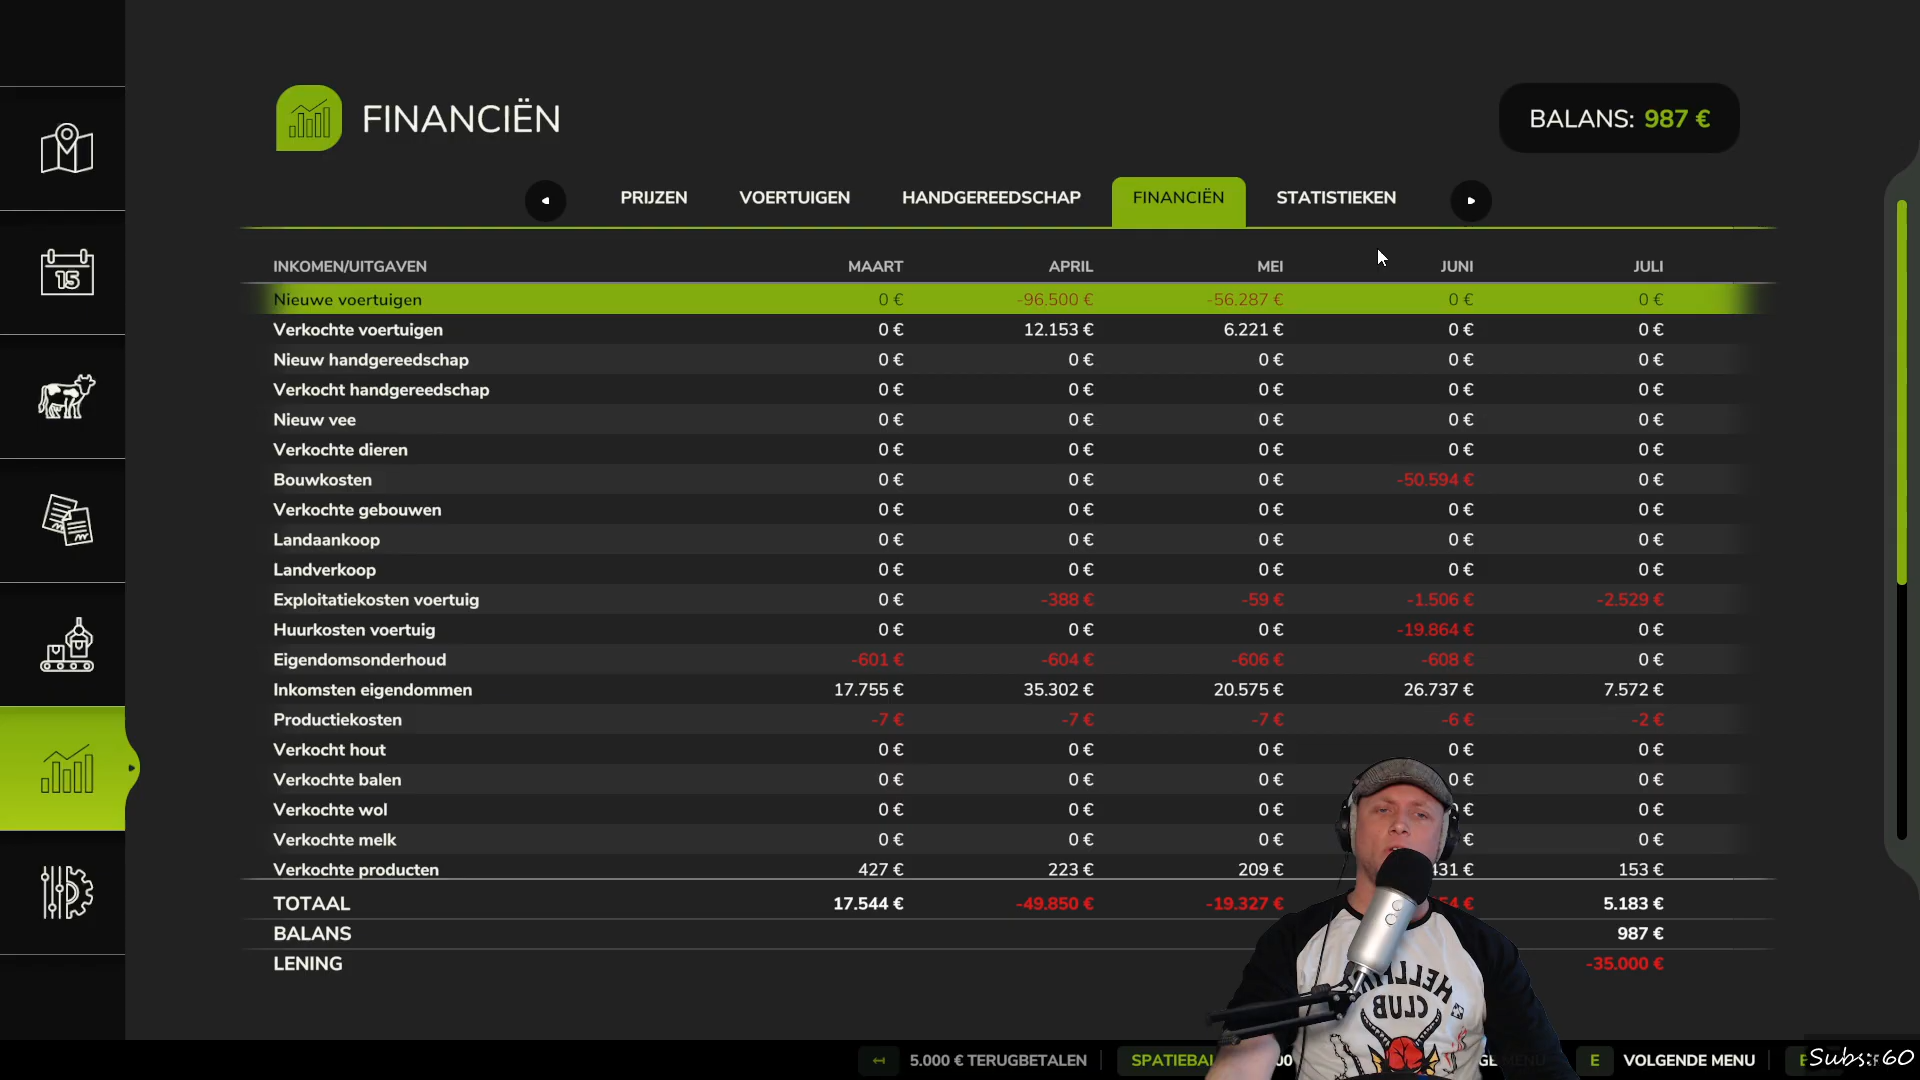 FINANCIËN
BALANS: 987 €
PRIJZEN VOERTUIGEN HANDGEREEDSCHAP FINANCIËN STATISTIEKEN
INKOMEN/UITGAVEN MAART APRIL MEI JUNI JULI
Nieuwe voertuigen 0 € -96.500 € -56.287 € 0 € 0 €
Verkochte voertuigen 0 € 12.153 € 6.221 € 0 € 0 €
Nieuw handgereedschap 0 € 0 € 0 € 0 € 0 €
Verkocht handgereedschap 0 € 0 € 0 € 0 € 0 €
Nieuw vee 0 € 0 € 0 € 0 € 0 €
Verkochte dieren 0 € 0 € 0 € 0 € 0 €
15
Bouwkosten 0 € 0 € 0 € -50.594 € 0 €
Verkochte gebouwen 0 € 0 € 0 € 0 € 0 €
Landaankoop 0 € 0 € 0 € 0 € 0 €
Landverkoop 0 € 0 € 0 € 0 € 0 €
Exploitatiekosten voertuig 0 € -388 € -59 € -1.506 € -2.529 €
Huurkosten voertuig 0 € 0 € 0 € -19.864 € 0 €
Eigendomsonderhoud -601 € -604 € -606 € -608 € 0 €
Inkomsten eigendommen 17.755 € 35.302 € 20.575 € 26.737 € 7.572 €
Productiekosten -7 € -7 € -7 € -6 € -2 €
Verkocht hout 0 € 0 € 0 € 0 € 0 €
Verkochte balen 0 € 0 € 0 € 0 € 0 €
Verkochte wol 0 € 0 € 0 € € 0 €
Verkochte melk 0 € 0 € 0 € € 0 €
Verkochte producten 427 € 223 € 209 € 431 € 153 €
TOTAAL 17.544 € -49.850 € -19.327 € 54 € 5.183 €
BALANS 987 €
LENING -35.000 €
HELLFIRE CLUB
5.000 € TERUGBETALEN SPATIEBAL 00 GE MENU E VOLGENDE MENU
Subs: 60